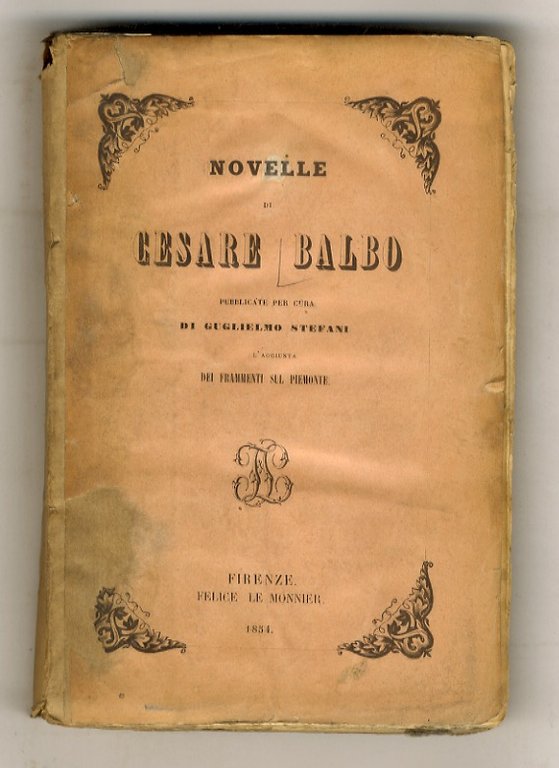 NOVELLE
DI
CESARE BALBO
PUBBLICATE PER CURA
DI GUGLIELMO STEFANI
L'AGGIUNTA
DEI FRAMMENTI SUL PIEMONTE.
FIRENZE.
FELICE LE MONNIER.
1854.